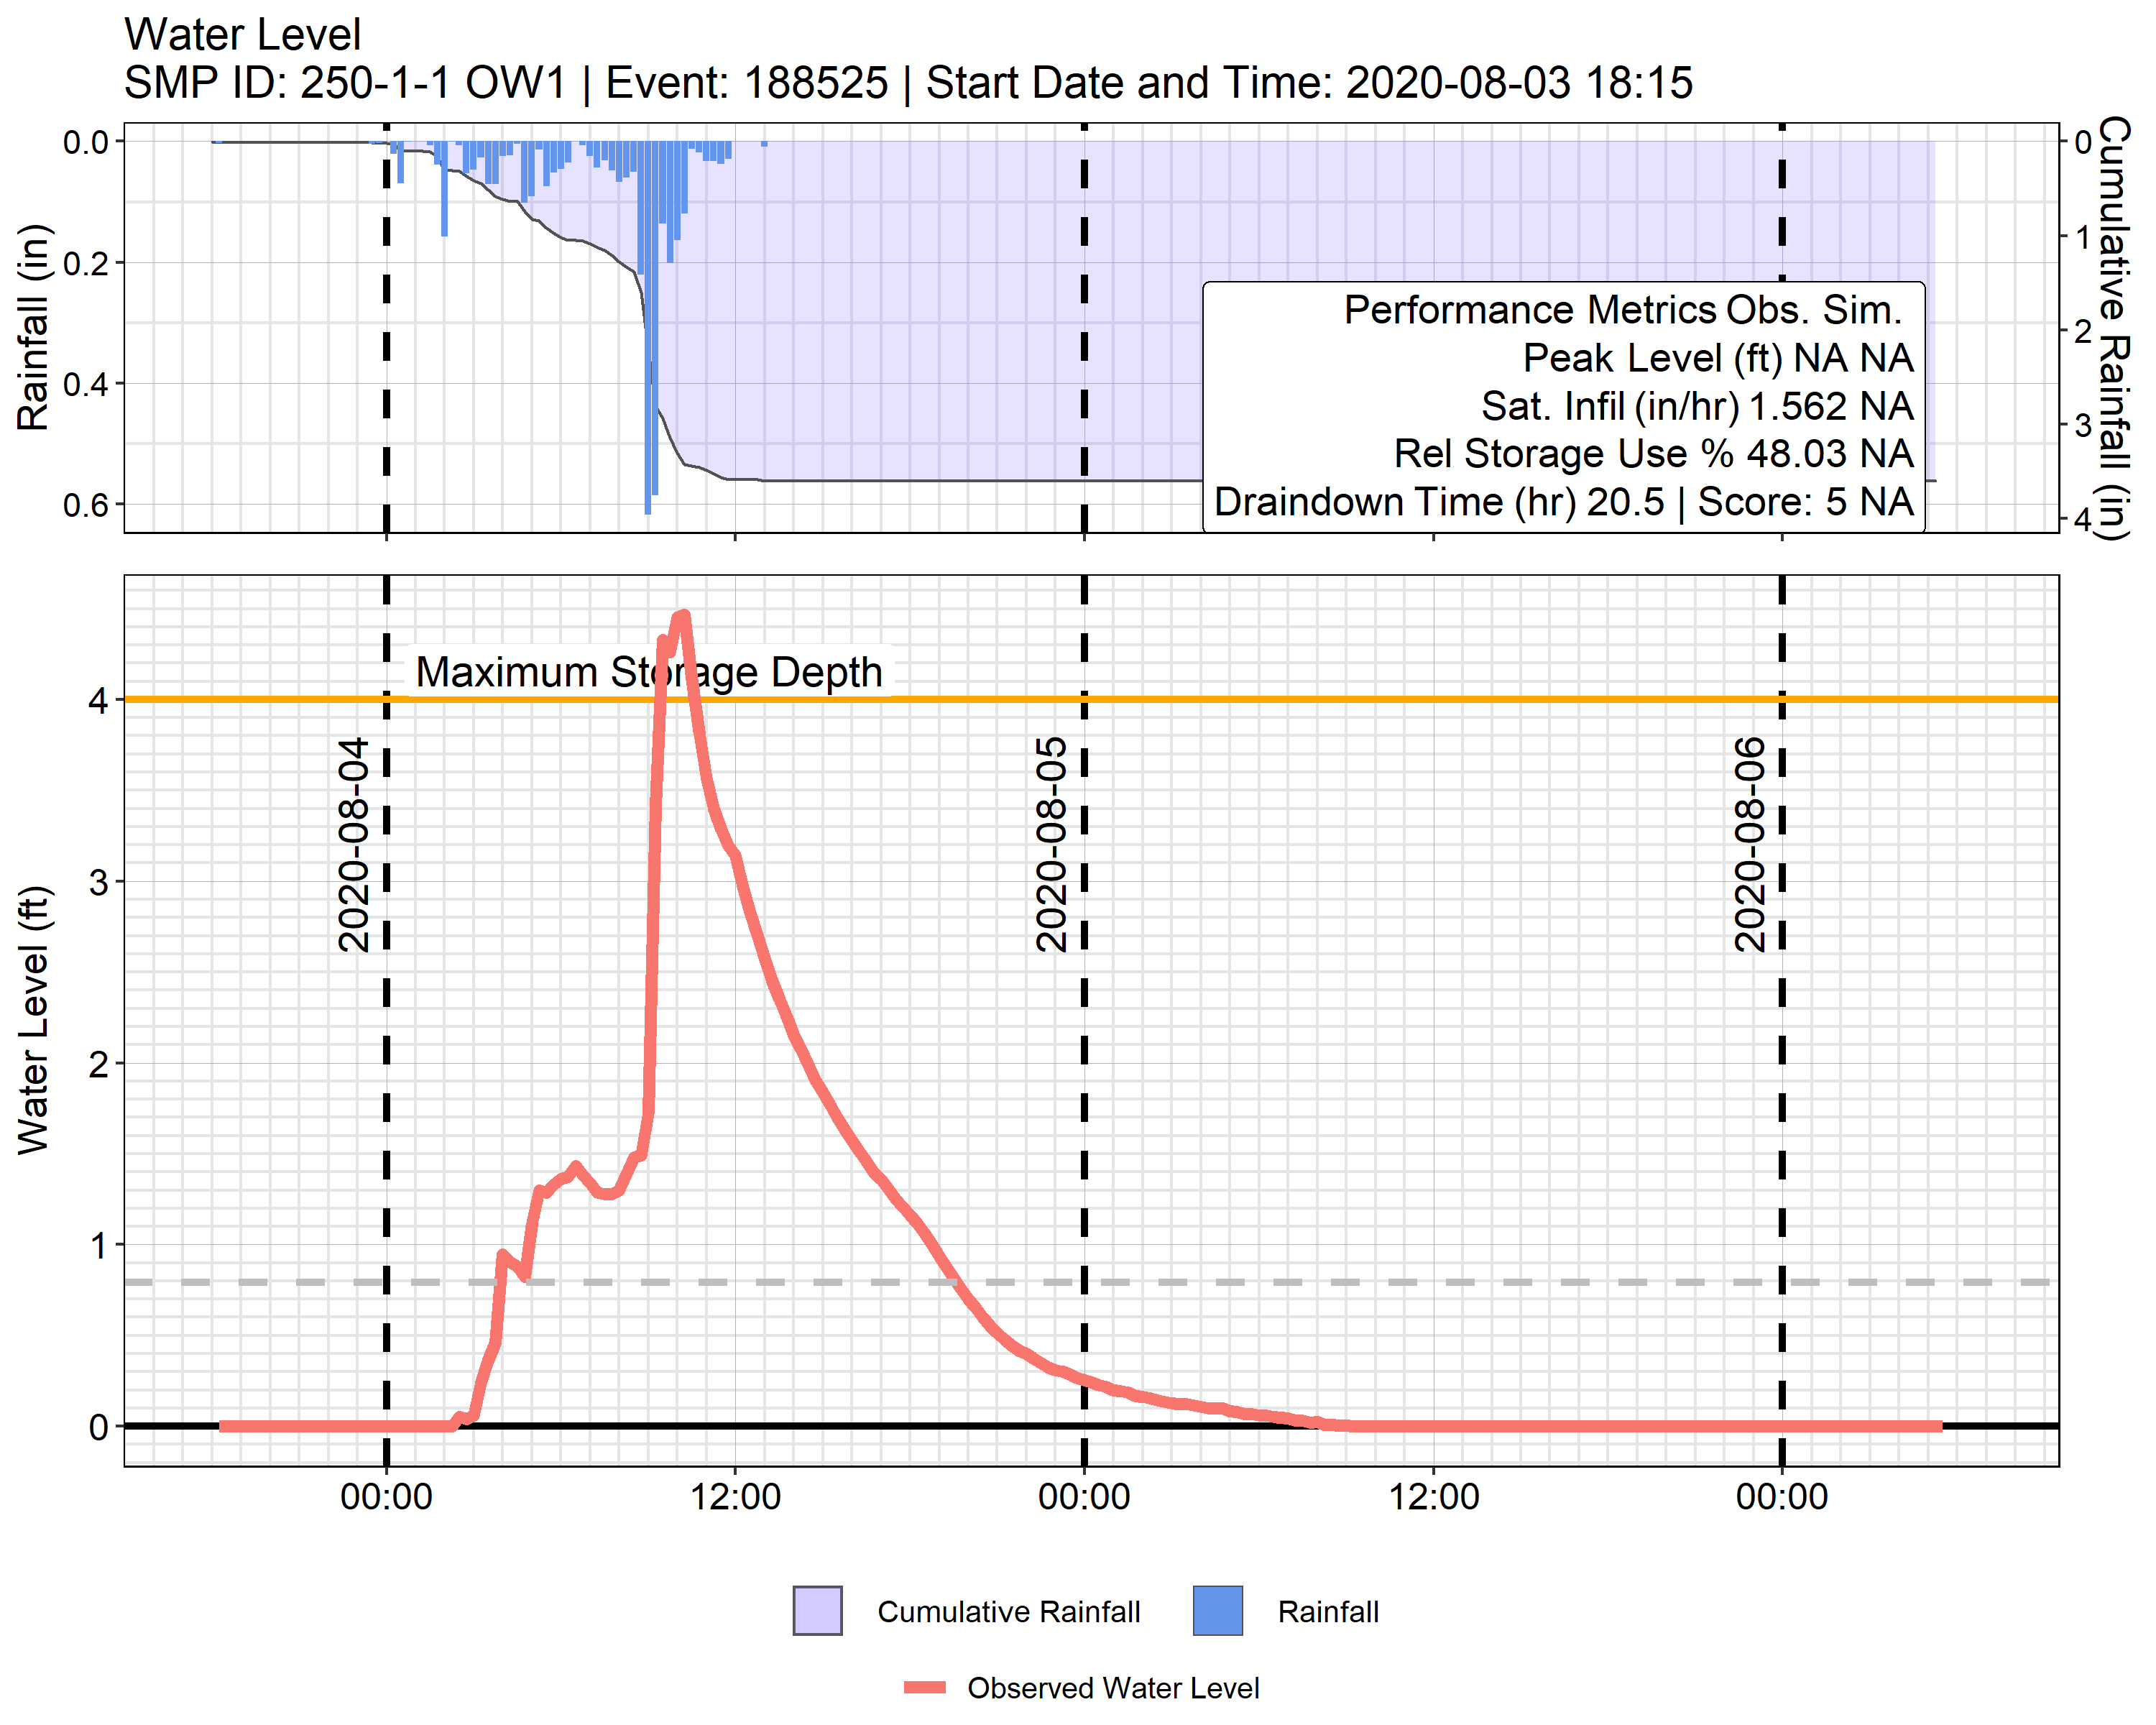 Water Level
SMP ID: 250-1-1 OW1 | Event: 188525 | Start Date and Time: 2020-08-03 18:15
Rainfall (in)
0.0
0.2
0.4
0.6
Cumulative Rainfall (in)
0
1
2
3
4
Performance Metrics Obs. Sim.
Peak Level (ft) NA NA
Sat. Infil (in/hr) 1.562 NA
Rel Storage Use % 48.03 NA
Draindown Time (hr) 20.5 | Score: 5 NA
Water Level (ft)
4
3
2
1
0
Maximum Storage Depth
2020-08-04
2020-08-05
2020-08-06
00:00
12:00
00:00
12:00
00:00
Cumulative Rainfall
Rainfall
Observed Water Level